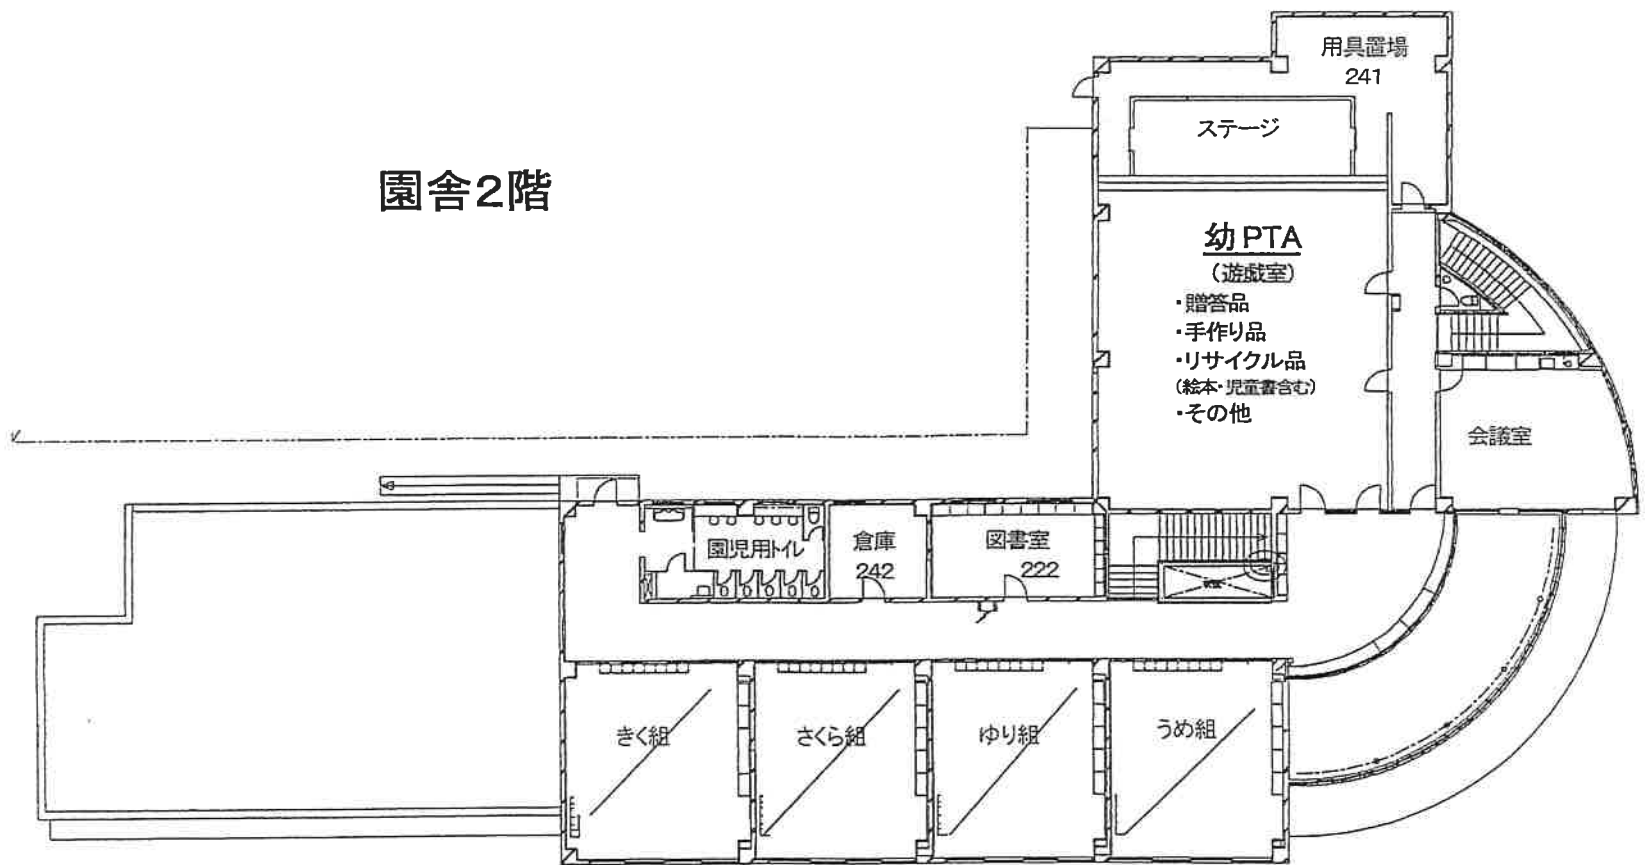 用具置場
241
ステージ
園舎2階
幼PTA
(遊戯室)
・贈答品
・手作り品
・リサイクル品
(絵本・児童書含む)
・その他
会議室
園児用トイレ
倉庫
242
図書室
222
きく組
さくら組
ゆり組
うめ組